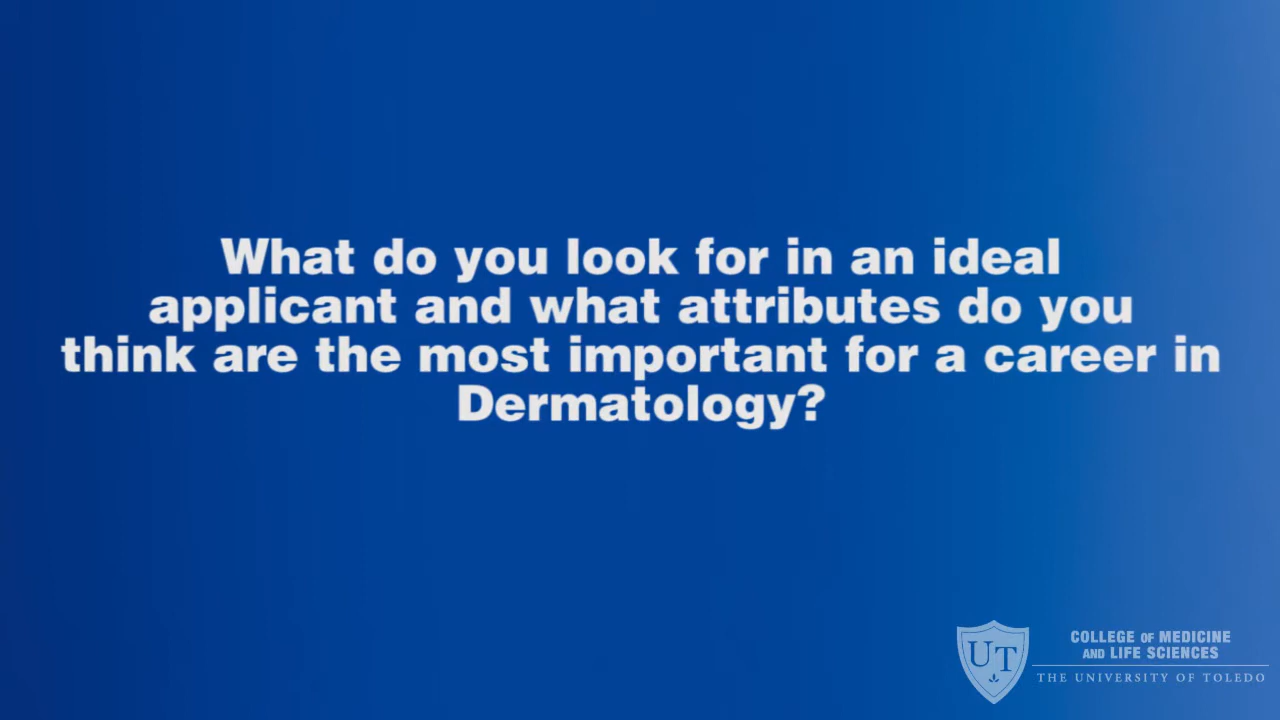 What do you look for in an ideal
applicant and what attributes do you
think are the most important for a career in
Dermatology?
UT
COLLEGE OF MEDICINE
AND LIFE SCIENCES
THE UNIVERSITY OF TOLEDO